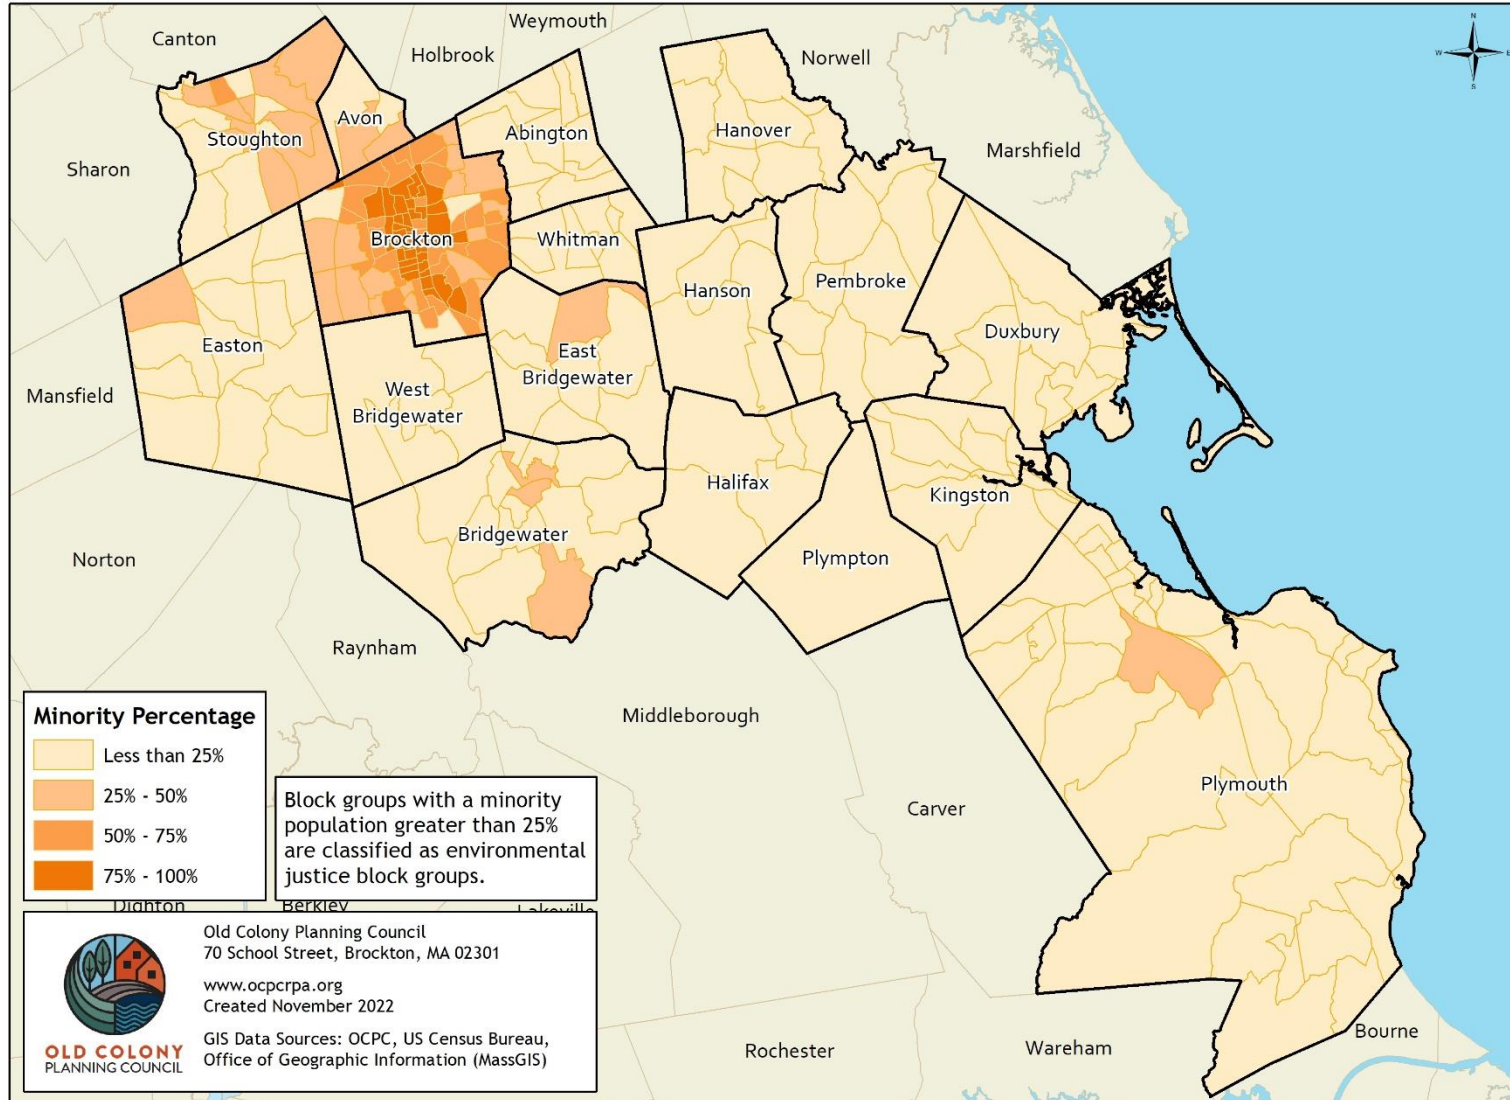 Weymouth
Canton
Holbrook
Norwell
N
W
E
S
Avon
Stoughton
Abington
Hanover
Marshfield
Sharon
Brockton
Whitman
Pembroke
Hanson
Duxbury
Easton
East
Bridgewater
Mansfield
West
Bridgewater
Halifax
Kingston
Bridgewater
Norton
Plympton
Raynham
Middleborough
Plymouth
Carver
Minority Percentage
Less than 25%
25% - 50%
50% - 75%
75% - 100%
Block groups with a minority
population greater than 25%
are classified as environmental
justice block groups.
Dighton
Berkley
Lakeville
Old Colony Planning Council
70 School Street, Brockton, MA 02301
www.ocpcrpa.org
Created November 2022
GIS Data Sources: OCPC, US Census Bureau,
Office of Geographic Information (MassGIS)
OLD COLONY
PLANNING COUNCIL
Rochester
Wareham
Bourne